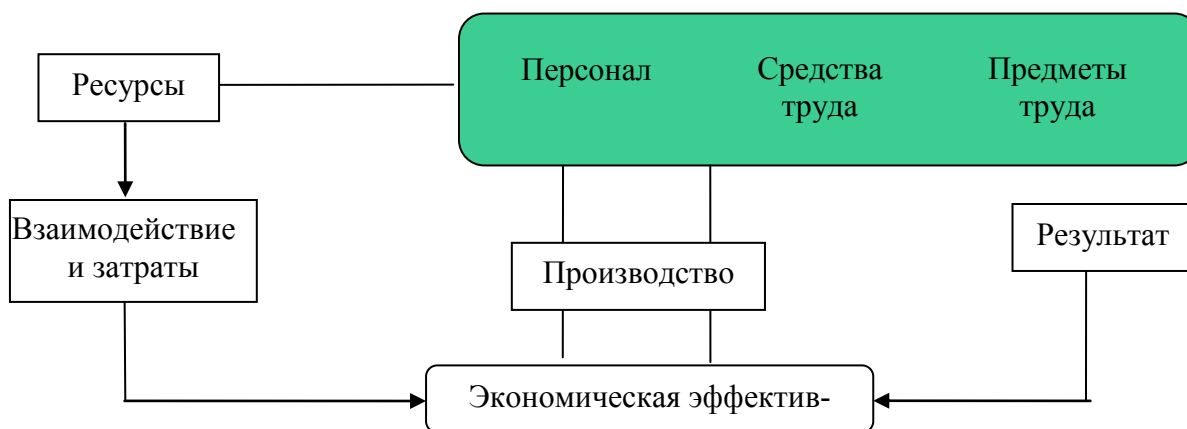 Ресурсы
Персонал
Средства
труда
Предметы
труда
Взаимодействие
и затраты
Производство
Результат
Экономическая эффектив-